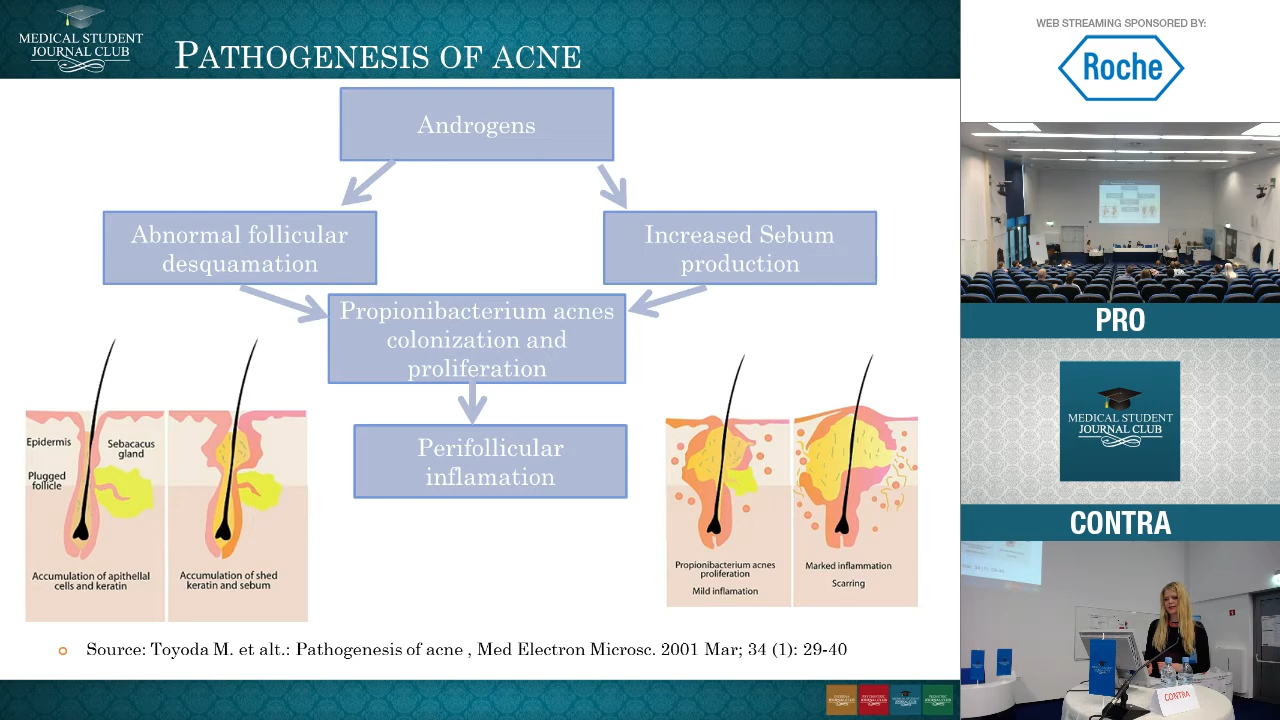 MEDICAL STUDENT
JOURNAL CLUB
PATHOGENESIS OF ACNE
Androgens
Abnormal follicular
desquamation
Increased Sebum
production
Propionibacterium acnes
colonization and
proliferation
Perifollicular
inflamation
Epidermis
Sebacacus
gland
Plugged
follicle
Accumulation of apithellal
cells and keratin
Accumulation of shed
keratin and sebum
Propionibacterium acnes
proliferation
Mild inflamation
Marked inflammation
Scarring
Source: Toyoda M. et alt.: Pathogenesis of acne , Med Electron Microsc. 2001 Mar; 34 (1): 29-40
WEB STREAMING SPONSORED BY:
Roche
PRO
MEDICAL STUDENT
JOURNAL CLUB
CONTRA
CONTRA